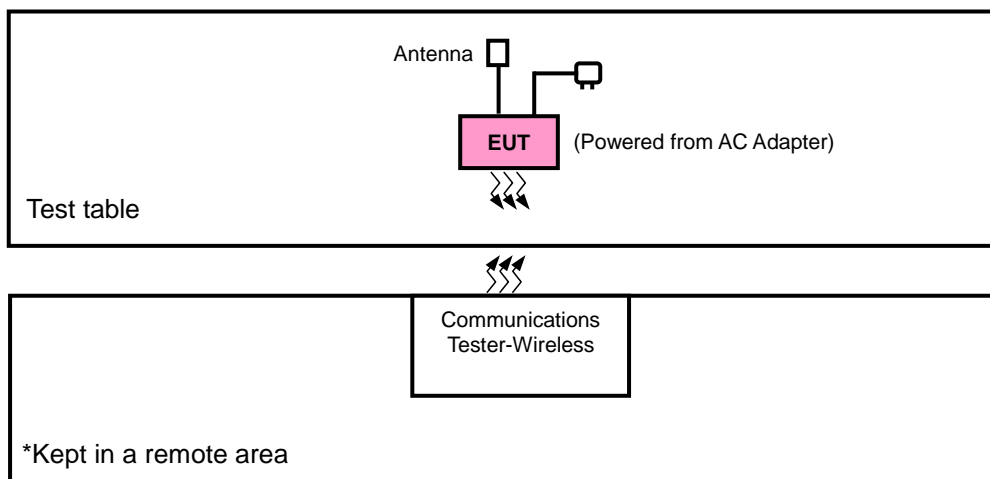 Antenna
EUT
(Powered from AC Adapter)
Test table
Communications
Tester-Wireless
*Kept in a remote area